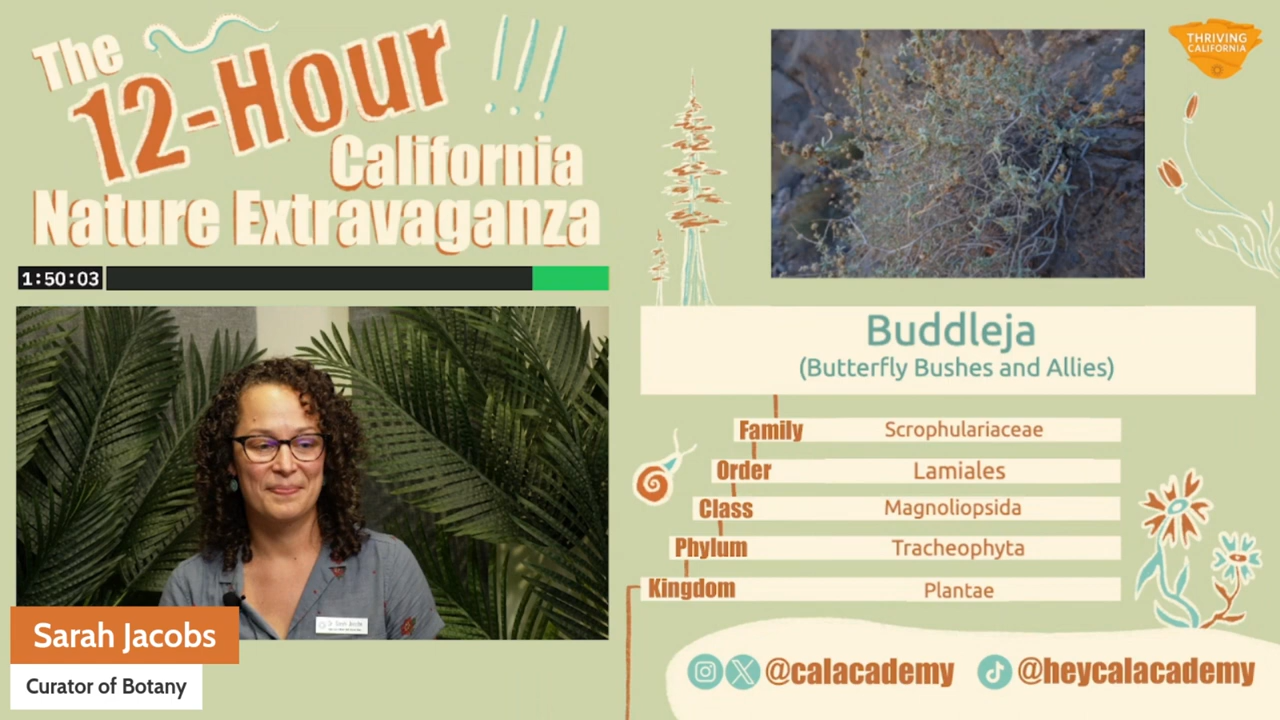 The
12-Hour !!!
California
Nature Extravaganza
1:50:03
THRIVING
CALIFORNIA
Buddleja
(Butterfly Bushes and Allies)
Family Scrophulariaceae
Order Lamiales
Class Magnoliopsida
Phylum Tracheophyta
Kingdom Plantae
Sarah Jacobs
Curator of Botany
@calacademy @heycalacademy